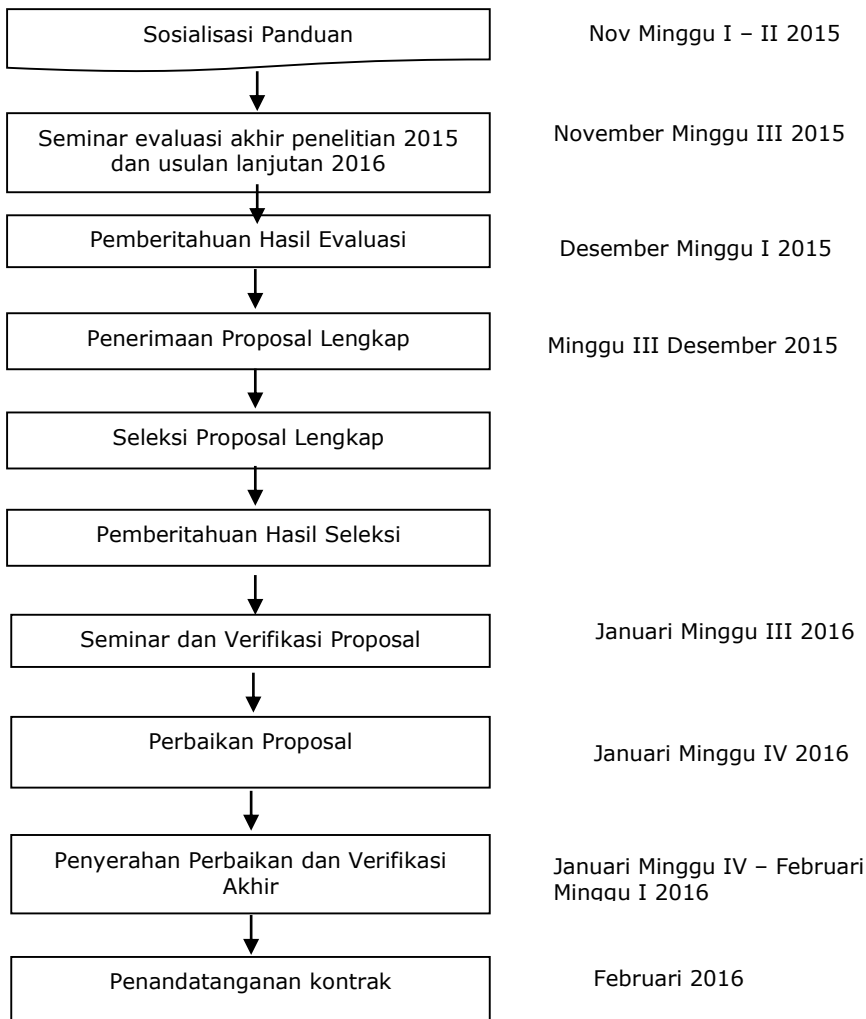 Sosialisasi Panduan
Nov Minggu I – II 2015
Seminar evaluasi akhir penelitian 2015
dan usulan lanjutan 2016
November Minggu III 2015
Pemberitahuan Hasil Evaluasi
Desember Minggu I 2015
Penerimaan Proposal Lengkap
Minggu III Desember 2015
Seleksi Proposal Lengkap
Pemberitahuan Hasil Seleksi
Seminar dan Verifikasi Proposal
Januari Minggu III 2016
Perbaikan Proposal
Januari Minggu IV 2016
Penyerahan Perbaikan dan Verifikasi
Akhir
Januari Minggu IV – Februari
Minggu I 2016
Penandatanganan kontrak
Februari 2016